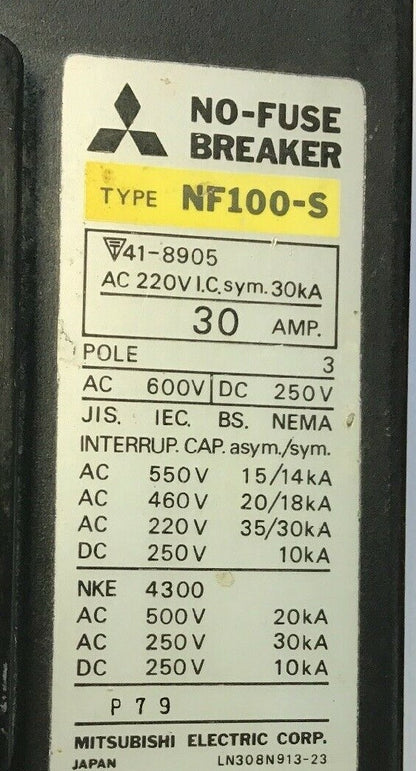 NO-FUSE
BREAKER
TYPE NF100-S
T 41-8905
AC 220V I.C. sym. 30kA
30 AMP.
POLE 3
AC 600V DC 250V
JIS. IEC. BS. NEMA
INTERRUP. CAP. asym./sym.
AC 550V 15/14kA
AC 460V 20/18kA
AC 220V 35/30kA
DC 250V 10kA
NKE 4300
AC 500V 20kA
AC 250V 30kA
DC 250V 10kA
P 7 9
MITSUBISHI ELECTRIC CORP.
JAPAN LN308N913-23